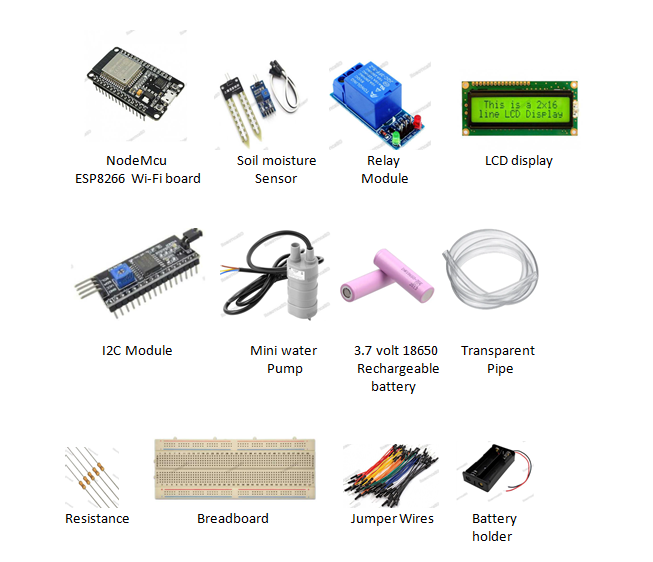 This is a 2x16
line LCD Display
NodeMcu
ESP8266 Wi-Fi board
Soil moisture
Sensor
Relay
Module
LCD display
I2C Module
Mini water
Pump
3.7 volt 18650
Rechargeable
battery
Transparent
Pipe
Resistance
Breadboard
Jumper Wires
Battery
holder